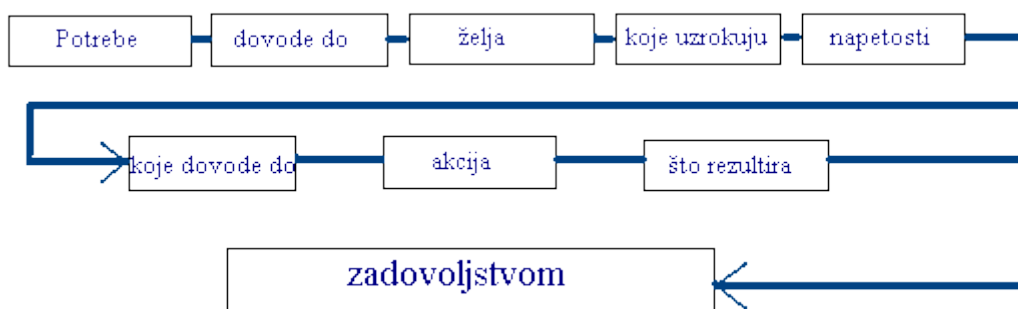 Potrebe
dovode do
želja
koje uzrokuju
napetosti
koje dovode do
akcija
što rezultira
zadovoljstvom